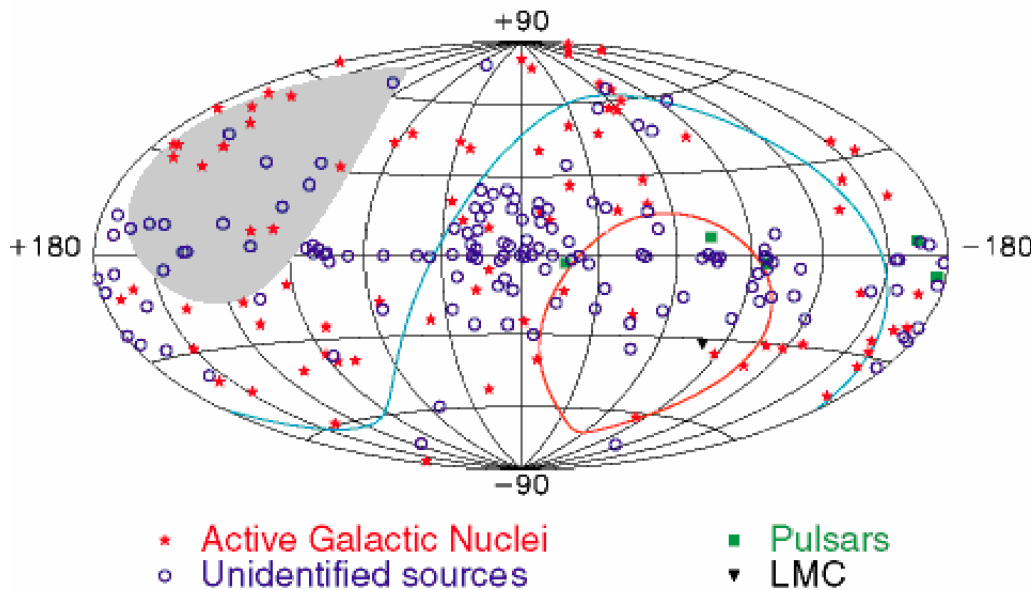 +90
+180
-180
-90
Active Galactic Nuclei
Pulsars
Unidentified sources
LMC